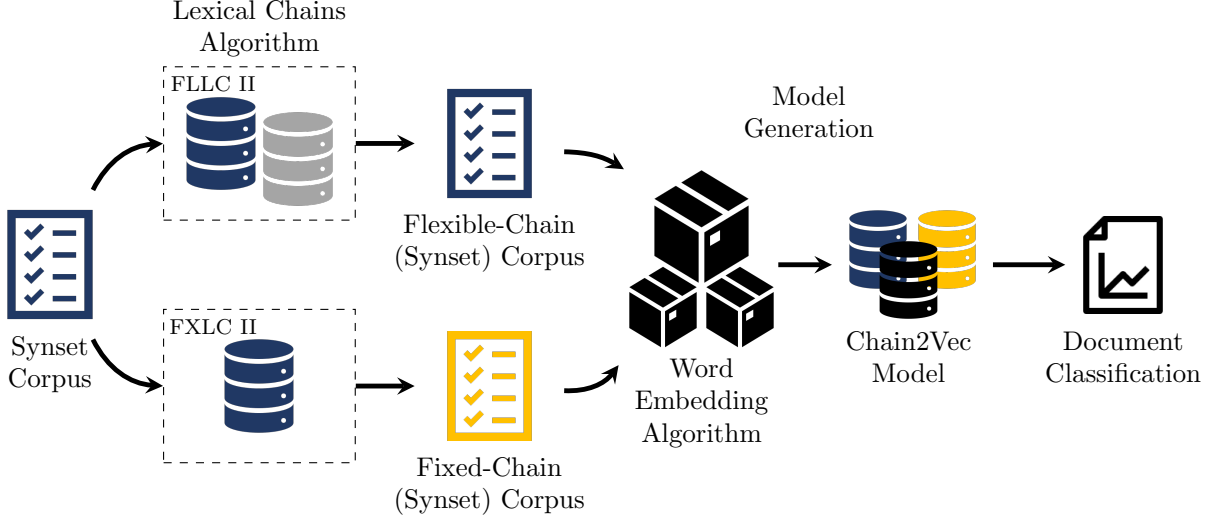 Lexical Chains
Algorithm
FLLC II
Flexible-Chain
(Synset) Corpus
Synset
Corpus
FXLC II
Fixed-Chain
(Synset) Corpus
Model
Generation
Word
Embedding
Algorithm
Chain2Vec
Model
Document
Classification